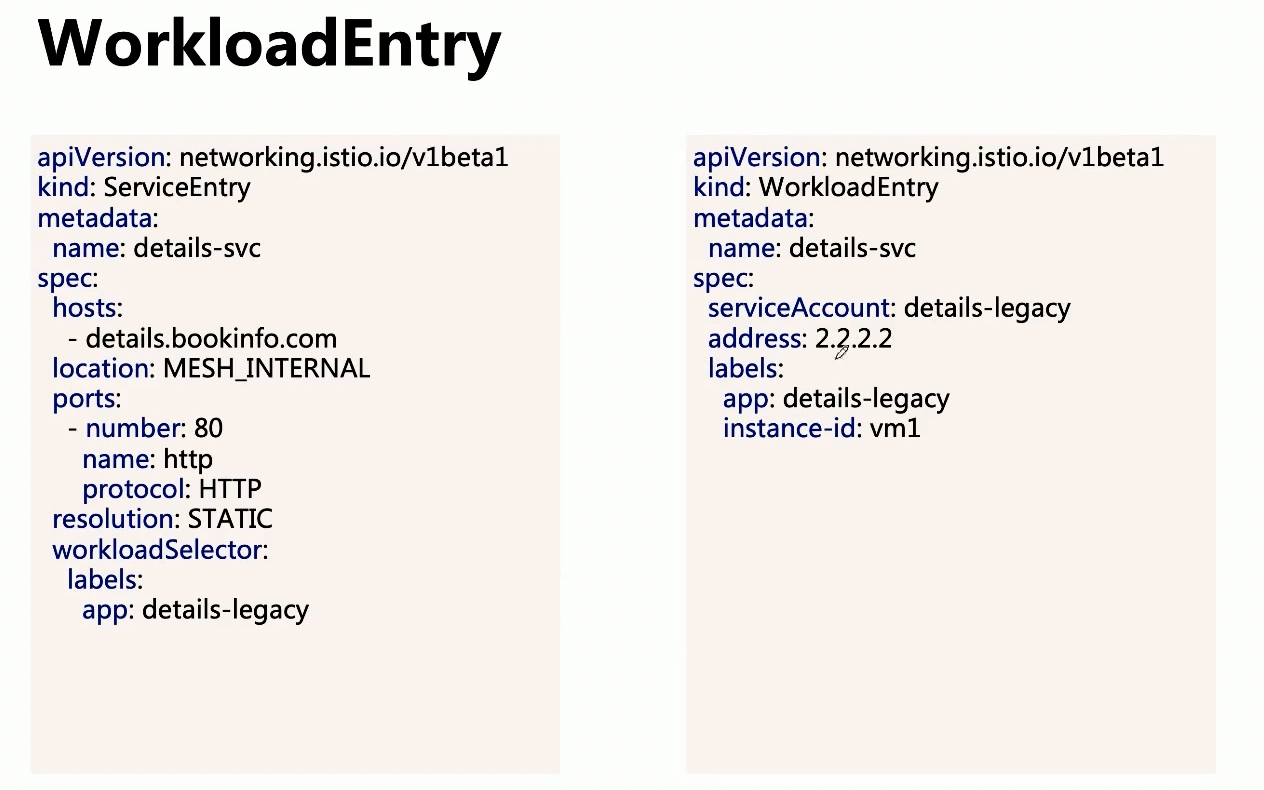 WorkloadEntry
apiVersion: networking.istio.io/v1beta1
kind: ServiceEntry
metadata:
  name: details-svc
spec:
  hosts:
    - details.bookinfo.com
  location: MESH_INTERNAL
  ports:
    - number: 80
      name: http
      protocol: HTTP
  resolution: STATIC
  workloadSelector:
    labels:
      app: details-legacy
apiVersion: networking.istio.io/v1beta1
kind: WorkloadEntry
metadata:
  name: details-svc
spec:
  serviceAccount: details-legacy
  address: 2.2.2.2
  labels:
    app: details-legacy
    instance-id: vm1